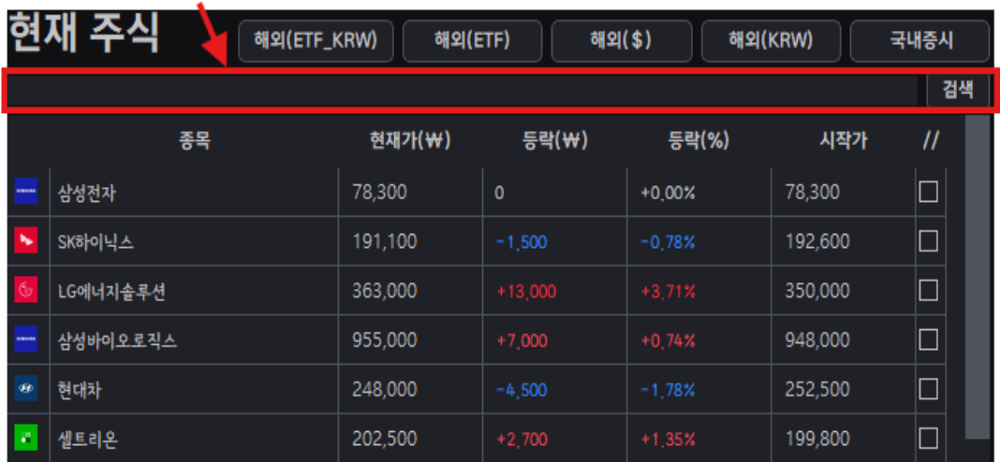 현재 주식 해외(ETF_KRW) 해외(ETF) 해외($) 해외(KRW) 국내증시
검색
종목 현재가(₩) 등락(₩) 등락(%) 시작가 //
삼성전자 78,300 0 +0.00% 78,300
SK하이닉스 191,100 -1,500 -0.78% 192,600
LG에너지솔루션 363,000 +13,000 +3.71% 350,000
삼성바이오로직스 955,000 +7,000 +0.74% 948,000
현대차 248,000 -4,500 -1.78% 252,500
셀트리온 202,500 +2,700 +1.35% 199,800